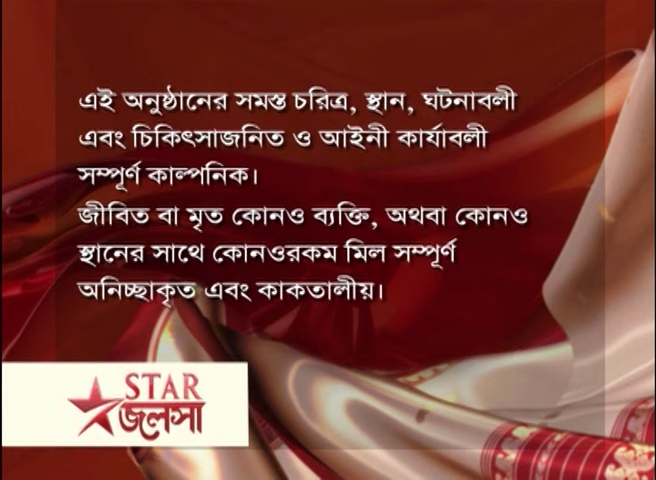 এই অনুষ্ঠানের সমস্ত চরিত্র, স্থান, ঘটনাবলী
এবং চিকিৎসাজনিত ও আইনী কার্যাবলী
সম্পূর্ণ কাল্পনিক।
জীবিত বা মৃত কোনও ব্যক্তি, অথবা কোনও
স্থানের সাথে কোনওরকম মিল সম্পূর্ণ
অনিচ্ছাকৃত এবং কাকতালীয়।
STAR
জলসা